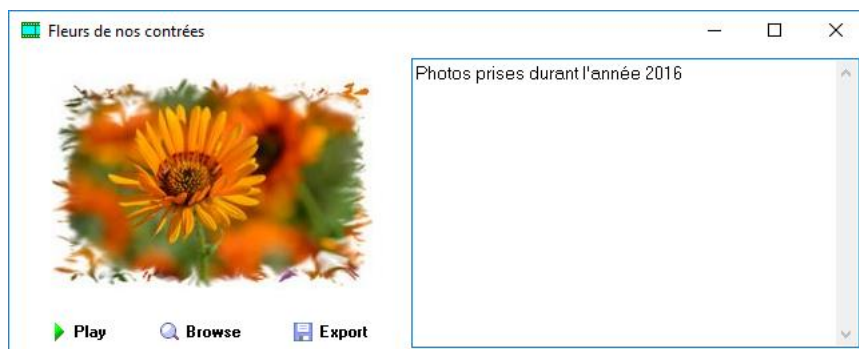 Fleurs de nos contrées
Photos prises durant l'année 2016
Play Browse Export